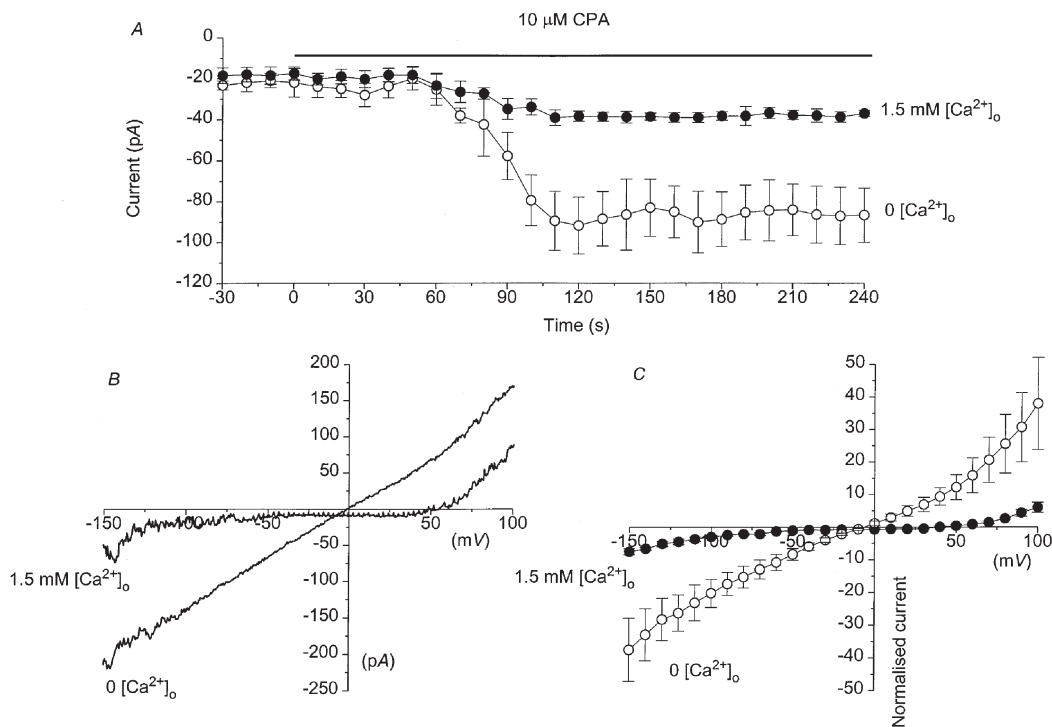 10 μM CPA
A
0
-20
-40
-60
-80
-100
-120
Current (pA)
1.5 mM [Ca²⁺]ₒ
0 [Ca²⁺]ₒ
-30 0 30 60 90 120 150 180 210 240
Time (s)
B
200
150
100
50
-150 -100 -50 50 100
(mV)
-50
-100
-150
-200
-250
(pA)
1.5 mM [Ca²⁺]ₒ
0 [Ca²⁺]ₒ
C
50
40
30
20
10
-150 -100 -50 50 100
(mV)
-10
-20
-30
-40
-50
1.5 mM [Ca²⁺]ₒ
0 [Ca²⁺]ₒ
Normalised current